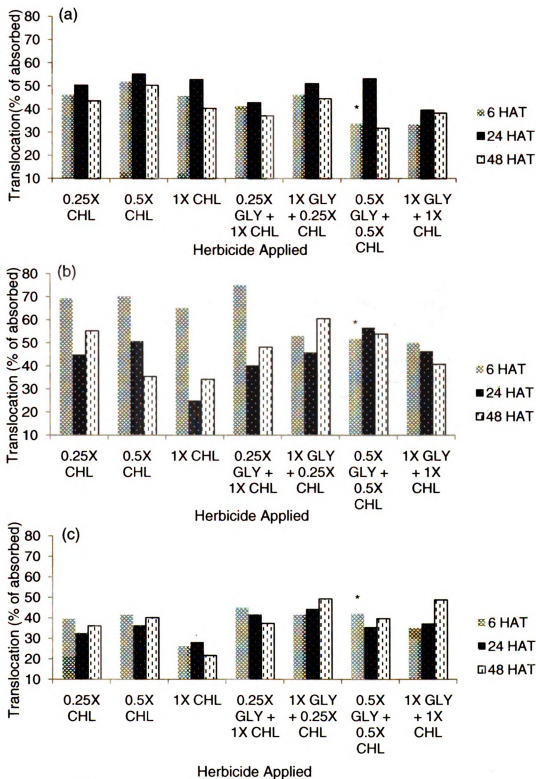 (a)
Translocation(% of absorbed)
80
70
60
50
40
30
20
10
*
6 HAT
24 HAT
48 HAT
0.25X CHL
0.5X CHL
1X CHL
0.25X GLY + 1X CHL
1X GLY + 0.25X CHL
0.5X GLY + 0.5X CHL
1X GLY + 1X CHL
Herbicide Applied
(b)
Translocation (% of absorbed)
80
70
60
50
40
30
20
10
*
6 HAT
24 HAT
48 HAT
0.25X CHL
0.5X CHL
1X CHL
0.25X GLY + 1X CHL
1X GLY + 0.25X CHL
0.5X GLY + 0.5X CHL
1X GLY + 1X CHL
Herbicide Applied
(c)
Translocation (% of absorbed)
80
70
60
50
40
30
20
10
*
6 HAT
24 HAT
48 HAT
0.25X CHL
0.5X CHL
1X CHL
0.25X GLY + 1X CHL
1X GLY + 0.25X CHL
0.5X GLY + 0.5X CHL
1X GLY + 1X CHL
Herbicide Applied